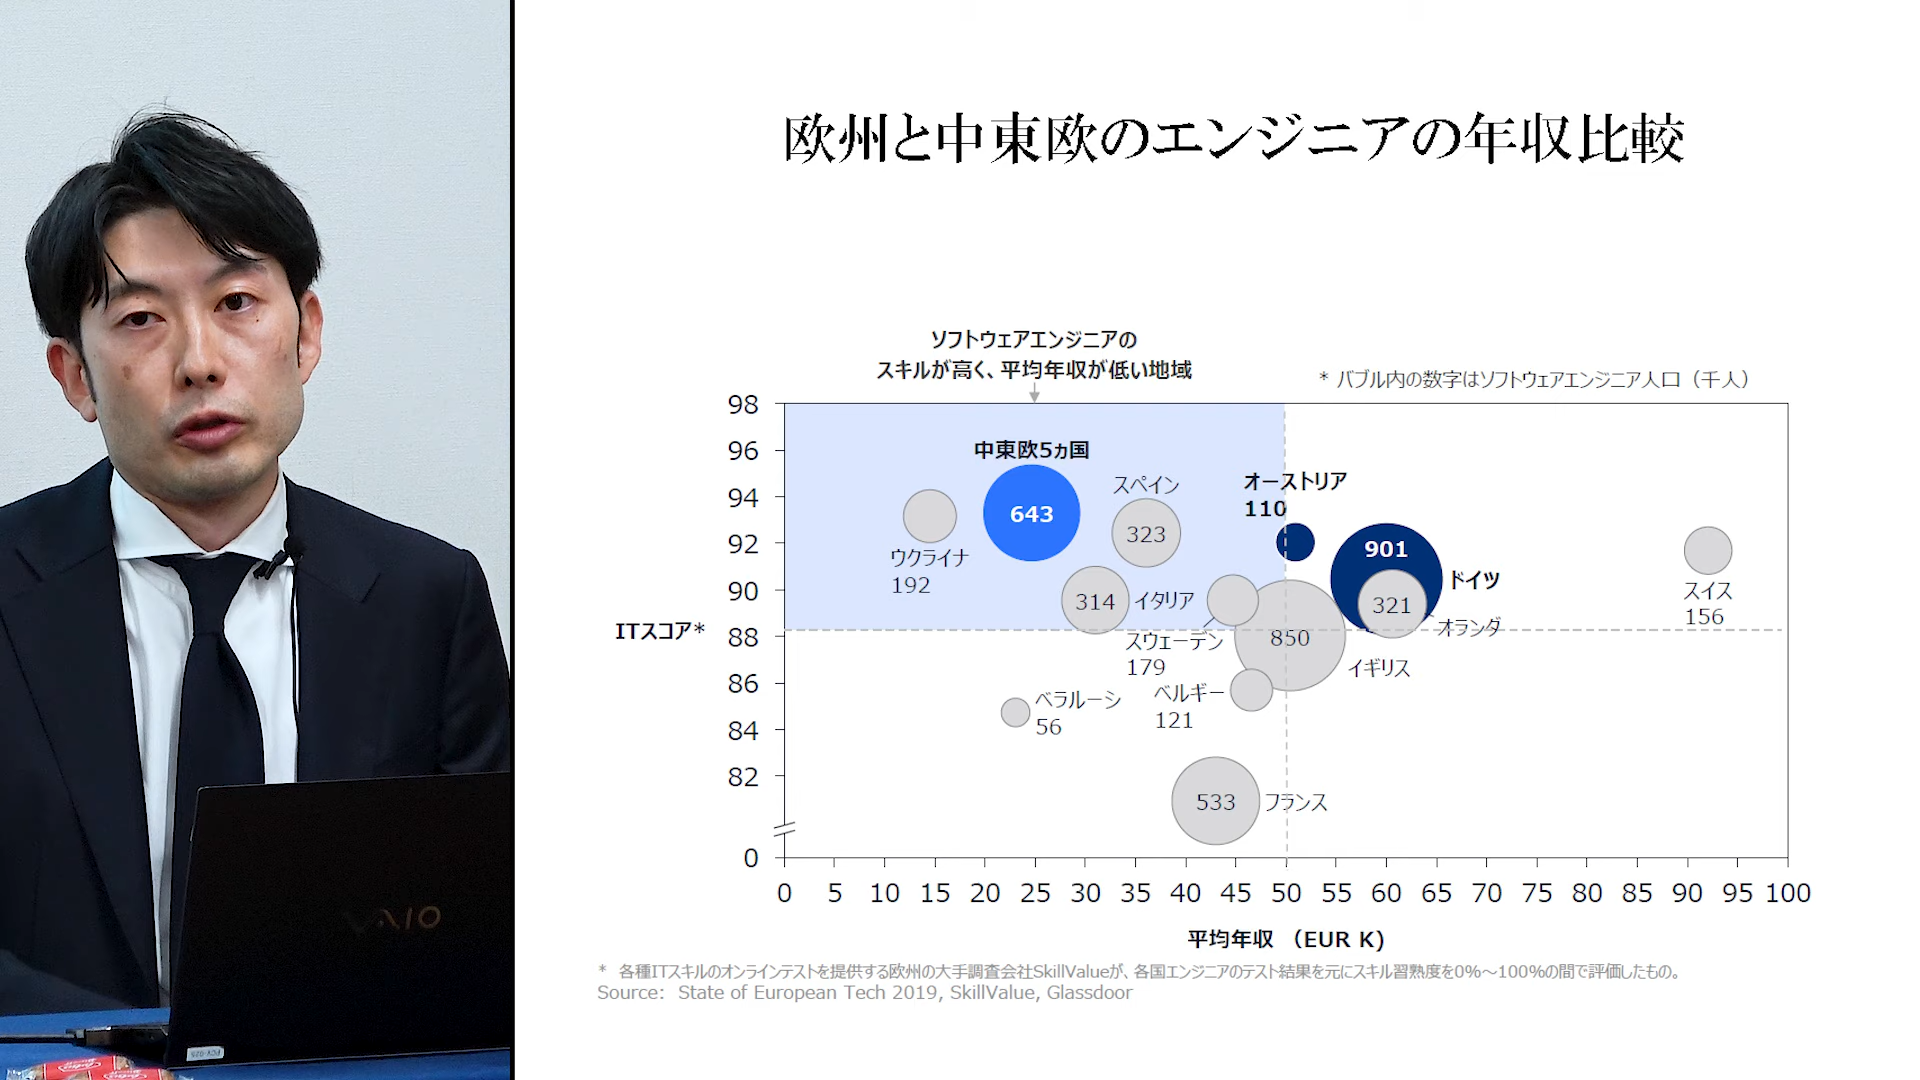 欧州と中東欧のエンジニアの年収比較
ソフトウェアエンジニアの
スキルが高く、平均年収が低い地域
* バブル内の数字はソフトウェアエンジニア人口（千人）
98
96
94
92
90
88
86
84
82
0
ITスコア*
中東欧5ヵ国
643
スペイン
323
オーストリア
110
ウクライナ
192
901
ドイツ
321
オランダ
スイス
156
314
イタリア
スウェーデン
179
850
イギリス
ベルギー
121
ベラルーシ
56
533
フランス
0 5 10 15 20 25 30 35 40 45 50 55 60 65 70 75 80 85 90 95 100
平均年収 （EUR K)
* 各種ITスキルのオンラインテストを提供する欧州の大手調査会社SkillValueが、各国エンジニアのテスト結果を元にスキル習熟度を0%～100%の間で評価したもの。
Source: State of European Tech 2019, SkillValue, Glassdoor
VAIO